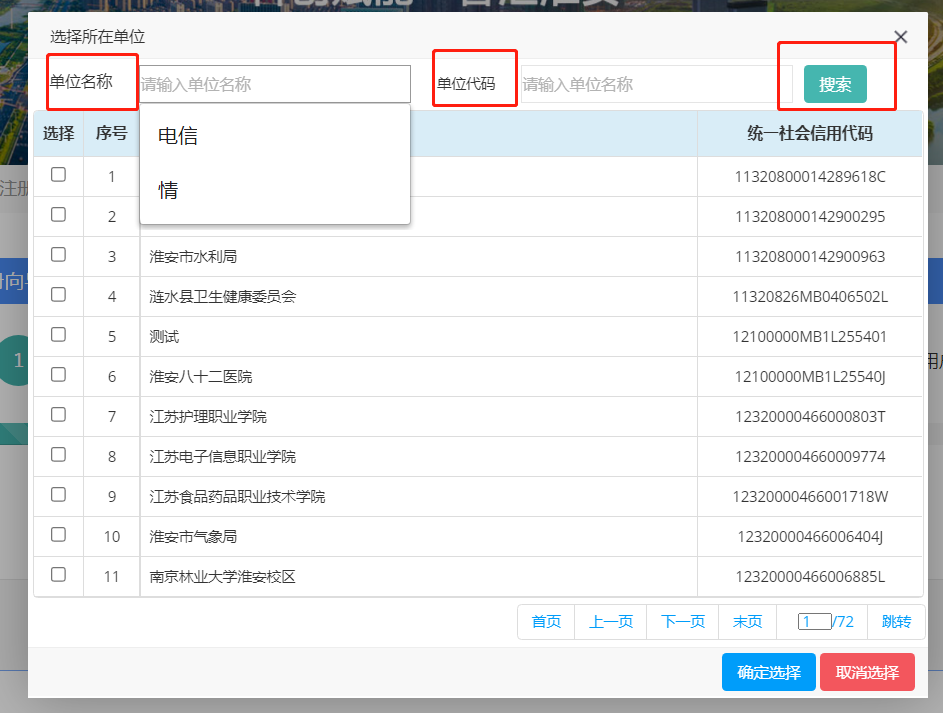 选择所在单位
单位名称 请输入单位名称 单位代码 请输入单位名称 搜索
选择 序号 统一社会信用代码
电信
情
1 11320800014289618C
2 113208000142900295
3 淮安市水利局 113208000142900963
4 涟水县卫生健康委员会 11320826MB0406502L
5 测试 12100000MB1L255401
6 淮安八十二医院 12100000MB1L25540J
7 江苏护理职业学院 12320000466000803T
8 江苏电子信息职业学院 123200004660009774
9 江苏食品药品职业技术学院 12320000466001718W
10 淮安市气象局 12320000466006404J
11 南京林业大学淮安校区 12320000466006885L
首页 上一页 下一页 末页 1 /72 跳转
确定选择 取消选择
注册
1